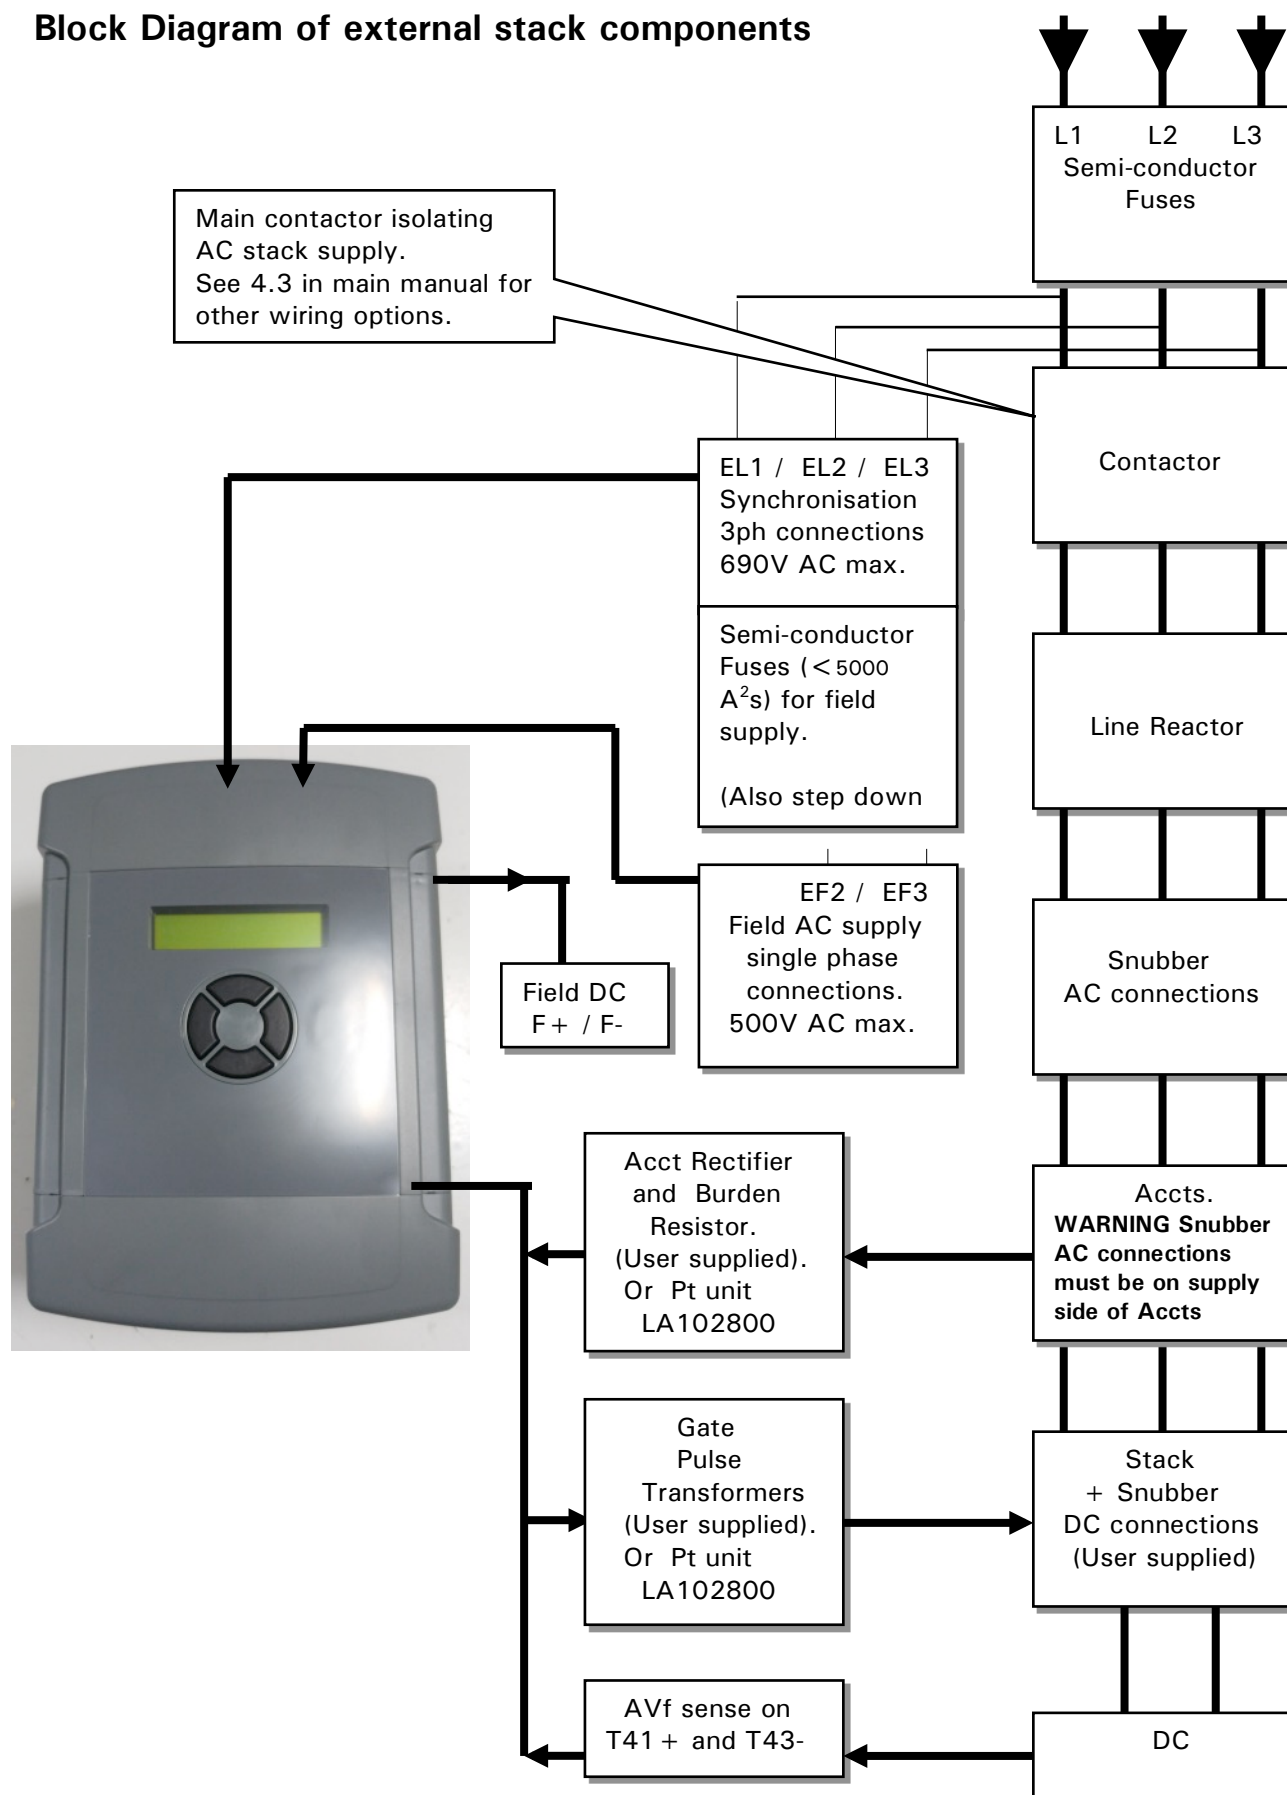 Block Diagram of external stack components
L1 L2 L3
Semi-conductor
Fuses
Main contactor isolating
AC stack supply.
See 4.3 in main manual for
other wiring options.
Contactor
EL1 / EL2 / EL3
Synchronisation
3ph connections
690V AC max.
Semi-conductor
Fuses (<5000
A²s) for field
supply.
(Also step down
Line Reactor
EF2 / EF3
Field AC supply
single phase
connections.
500V AC max.
Field DC
F+ / F-
Snubber
AC connections
Acct Rectifier
and Burden
Resistor.
(User supplied).
Or Pt unit
LA102800
Accts.
WARNING Snubber
AC connections
must be on supply
side of Accts
Gate
Pulse
Transformers
(User supplied).
Or Pt unit
LA102800
Stack
+ Snubber
DC connections
(User supplied)
AVf sense on
T41+ and T43-
DC